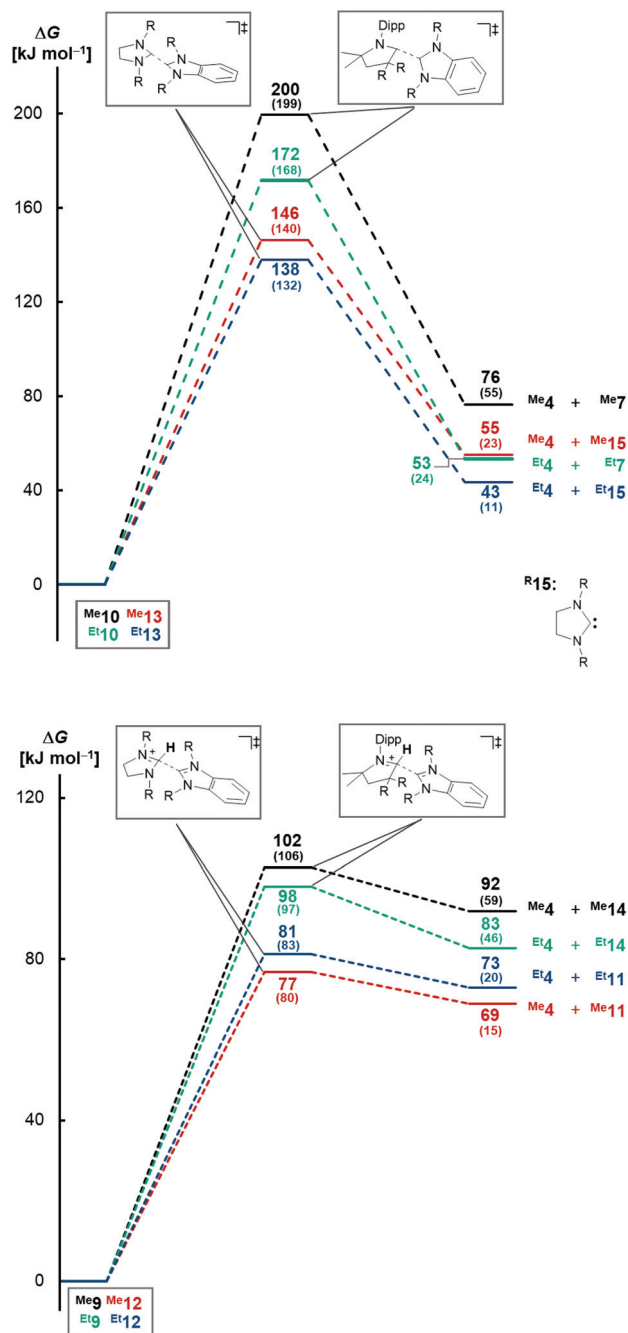 ΔG
[kJ mol⁻¹]
200
160
120
80
40
0
R
N
N
R
R
N
N
R
‡
Dipp
N
R
R
R
N
N
R
‡
200
(199)
172
(168)
146
(140)
138
(132)
76
(55)
ᴹᵉ4 + ᴹᵉ7
55
(23)
ᴹᵉ4 + ᴹᵉ15
53
(24)
ᴱᵗ4 + ᴱᵗ7
43
(11)
ᴱᵗ4 + ᴱᵗ15
ᴹᵉ10 ᴹᵉ13
ᴱᵗ10 ᴱᵗ13
ᴿ15:
R
N
N
R
:
ΔG
[kJ mol⁻¹]
120
80
40
0
R
N
+
H
N
R
R
N
N
R
‡
Dipp
N
+
H
R
R
R
N
N
R
‡
102
(106)
98
(97)
81
(83)
77
(80)
92
(59)
ᴹᵉ4 + ᴹᵉ14
83
(46)
ᴱᵗ4 + ᴱᵗ14
73
(20)
ᴱᵗ4 + ᴱᵗ11
69
(15)
ᴹᵉ4 + ᴹᵉ11
ᴹᵉ9 ᴹᵉ12
ᴱᵗ9 ᴱᵗ12